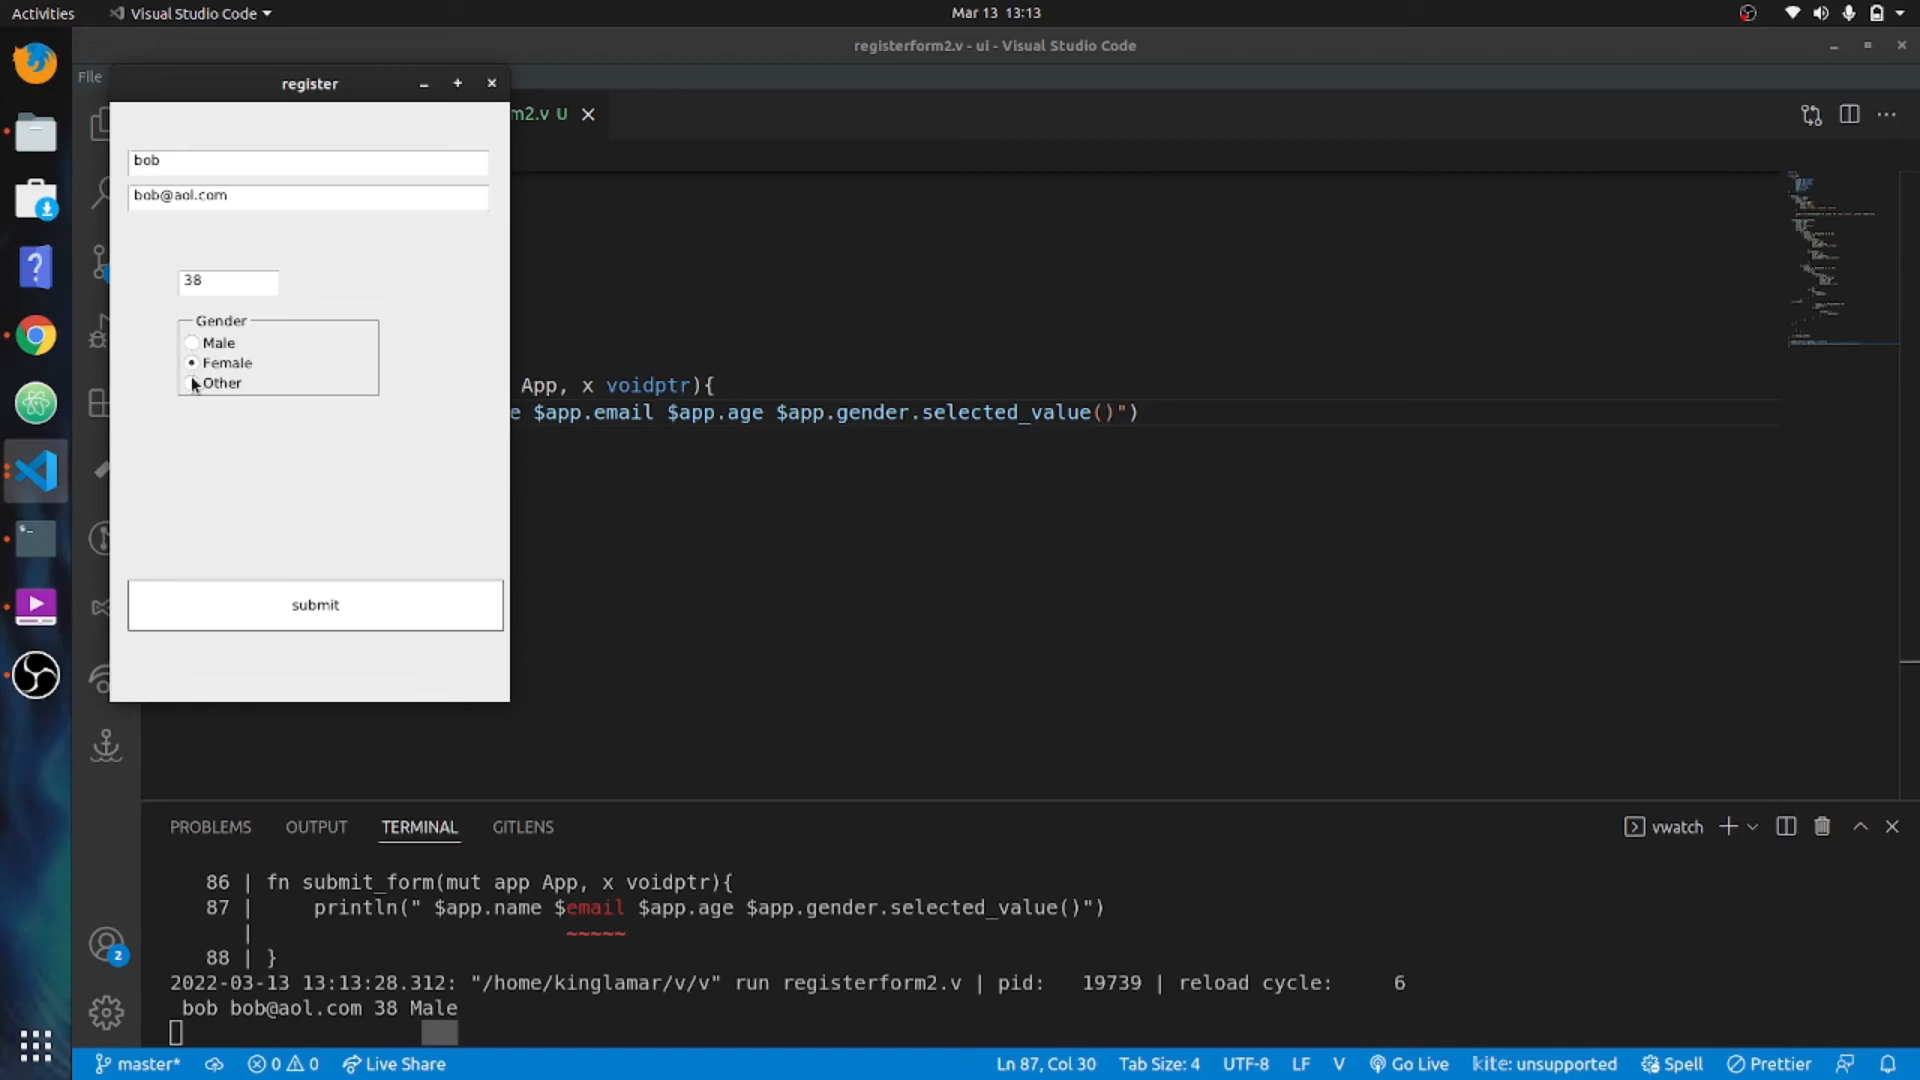 Activities
Visual Studio Code
Mar 13 13:13
registerform2.v - ui - Visual Studio Code
File
register
m2.v U
bob
bob@aol.com
38
Gender
Male
Female
Other
App, x voidptr){
e $app.email $app.age $app.gender.selected_value()")
submit
PROBLEMS
OUTPUT
TERMINAL
GITLENS
vwatch
86 | fn submit_form(mut app App, x voidptr){
87 | println(" $app.name $email $app.age $app.gender.selected_value()")
| ~~~~~
88 | }
2022-03-13 13:13:28.312: "/home/kinglamar/v/v" run registerform2.v | pid: 19739 | reload cycle: 6
bob bob@aol.com 38 Male
2
master*
0
0
Live Share
Ln 87, Col 30
Tab Size: 4
UTF-8
LF
V
Go Live
kite: unsupported
Spell
Prettier